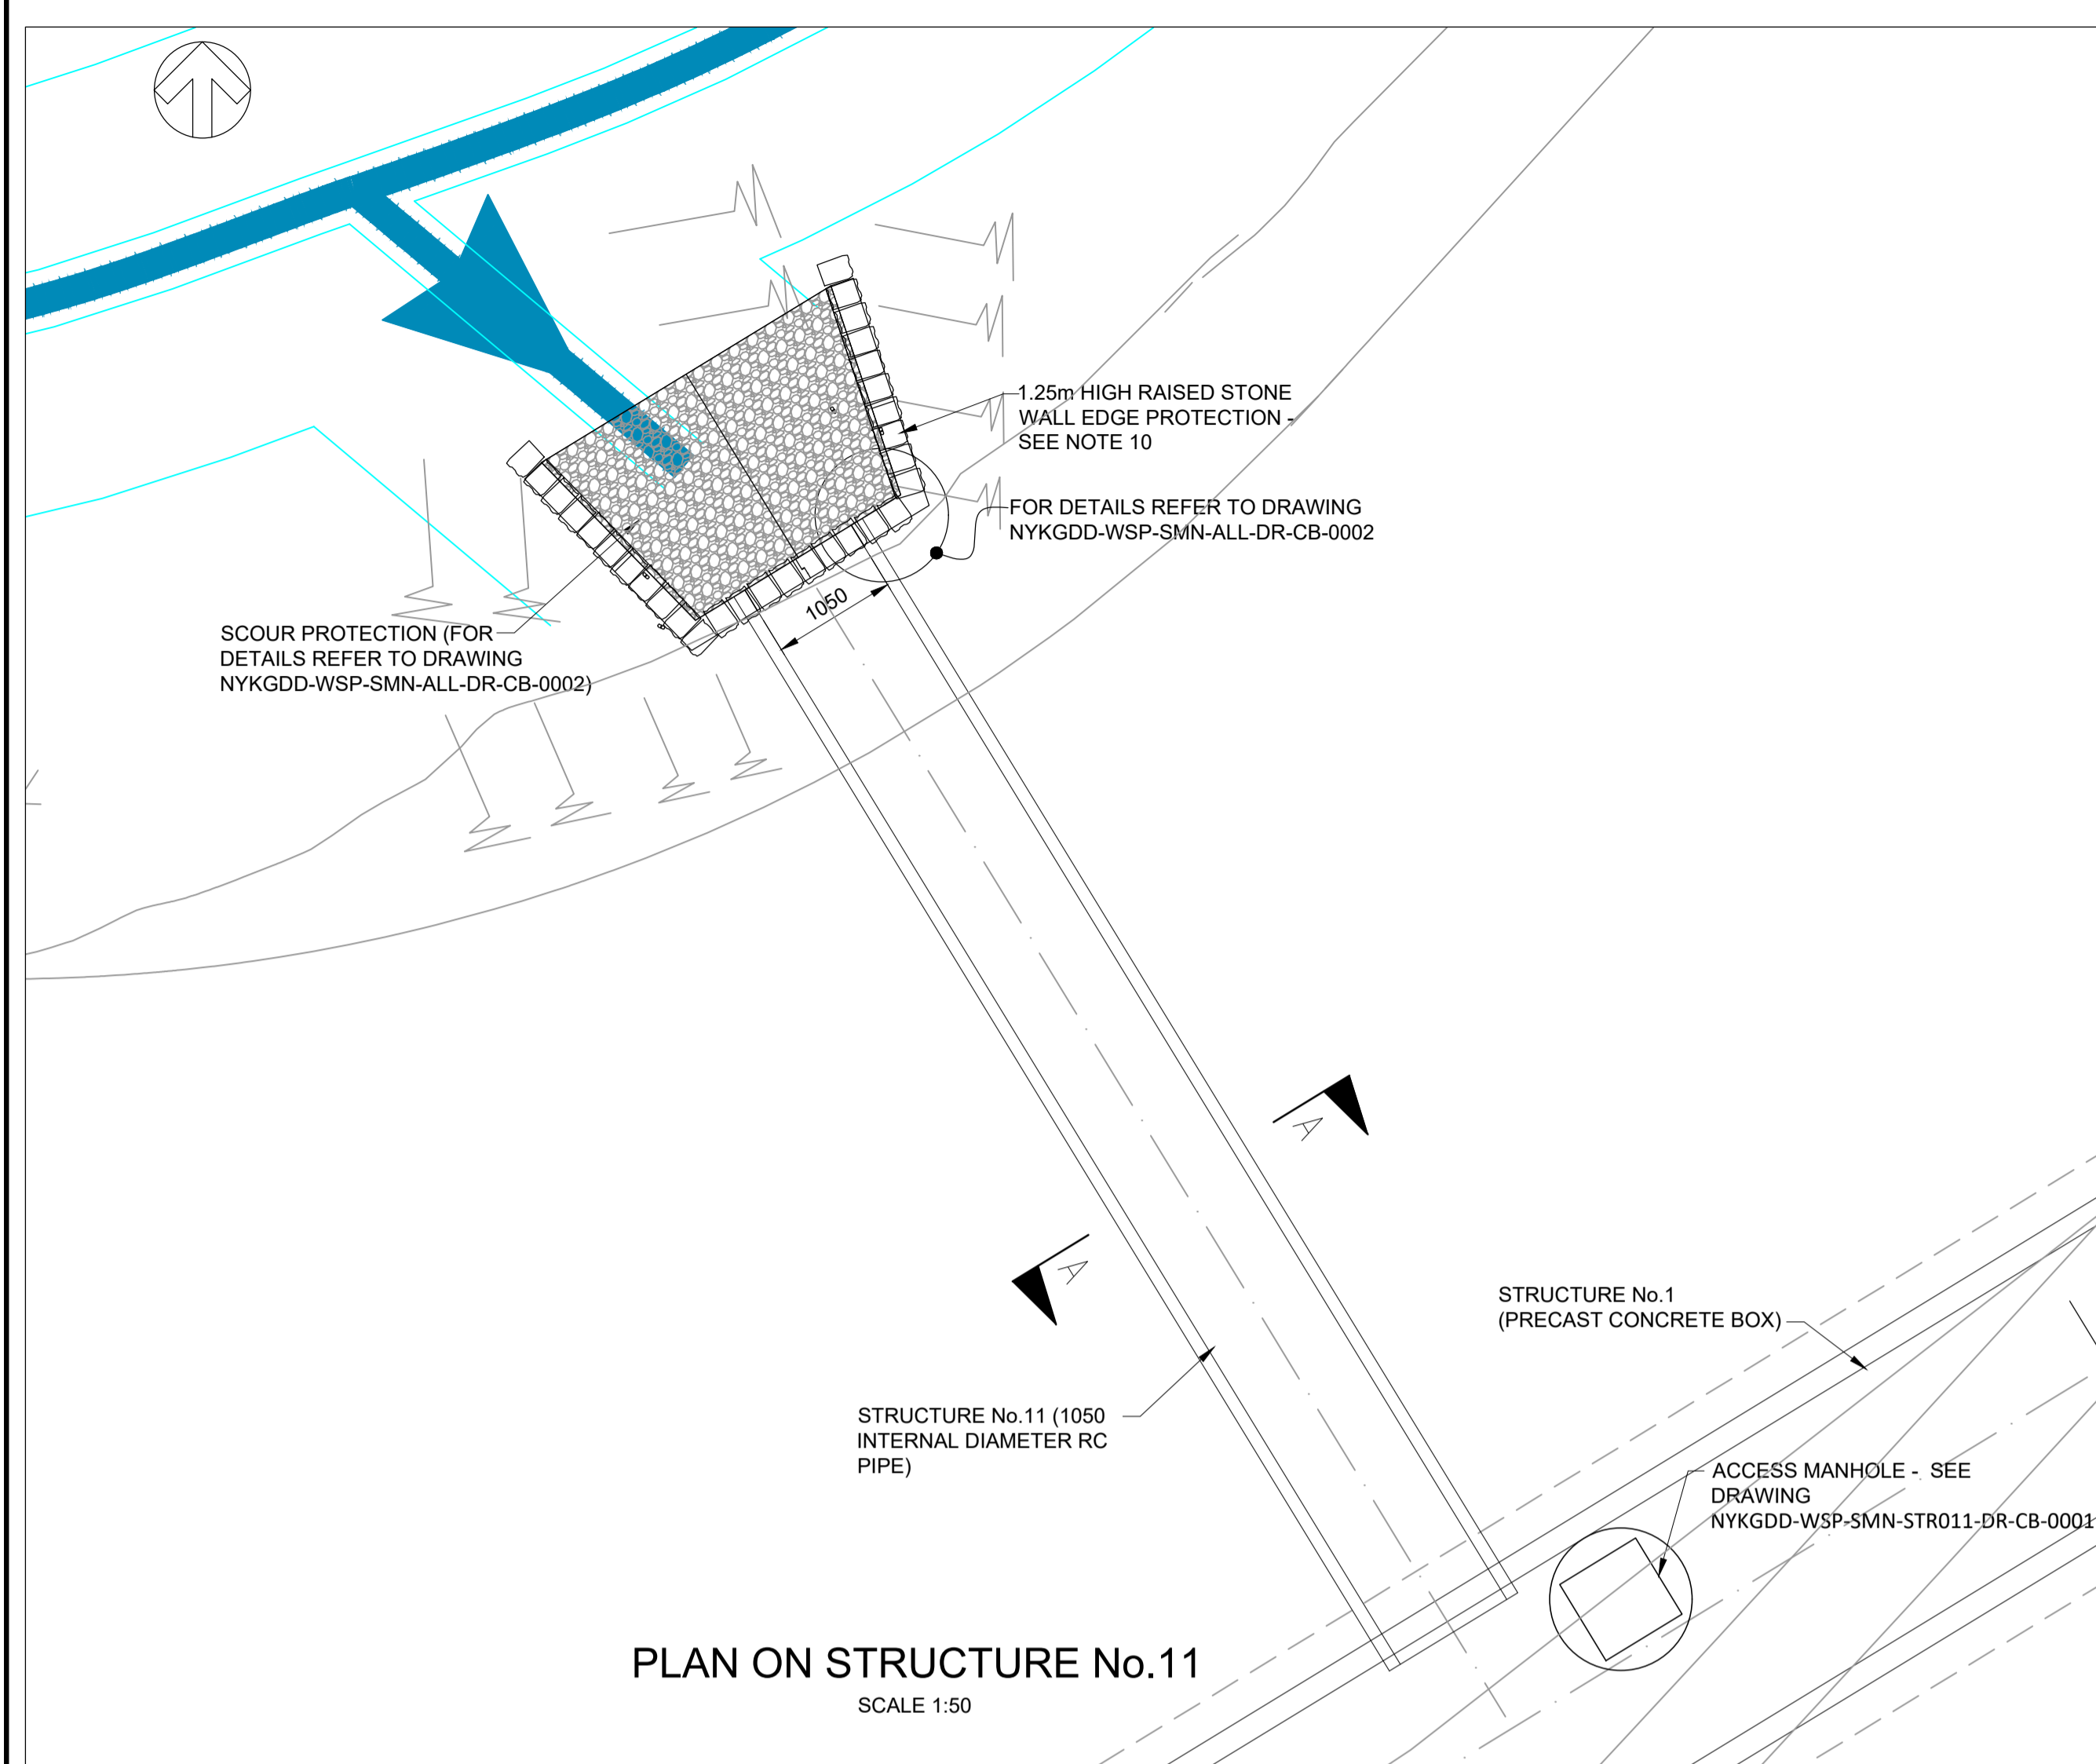 1.25m HIGH RAISED STONE
WALL EDGE PROTECTION -
SEE NOTE 10
FOR DETAILS REFER TO DRAWING
NYKGDD-WSP-SMN-ALL-DR-CB-0002
1050
SCOUR PROTECTION (FOR
DETAILS REFER TO DRAWING
NYKGDD-WSP-SMN-ALL-DR-CB-0002)
A
A
STRUCTURE No.1
(PRECAST CONCRETE BOX)
STRUCTURE No.11 (1050
INTERNAL DIAMETER RC
PIPE)
ACCESS MANHOLE - SEE
DRAWING
NYKGDD-WSP-SMN-STR011-DR-CB-0001
PLAN ON STRUCTURE No.11
SCALE 1:50